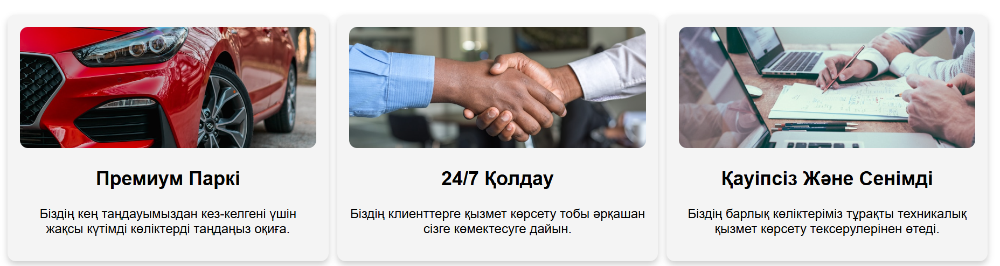 Премиум Паркі
Біздің кең таңдауымыздан кез-келгені үшін
жақсы күтімді көліктерді таңдаңыз оқиға.
24/7 Қолдау
Біздің клиенттерге қызмет көрсету тобы әрқашан
сізге көмектесуге дайын.
Қауіпсіз Және Сенімді
Біздің барлық көліктеріміз тұрақты техникалық
қызмет көрсету тексерулерінен өтеді.